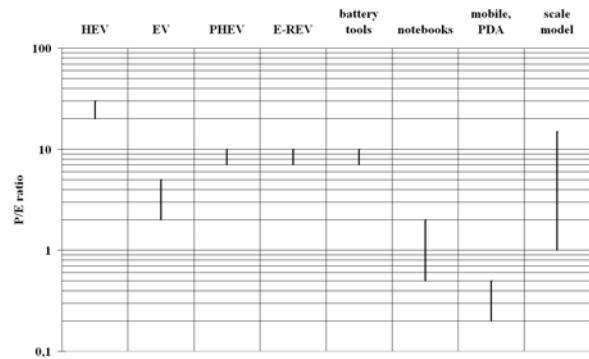 HEV EV PHEV E-REV battery tools notebooks mobile, PDA scale model
100
10
1
0,1
P/E ratio